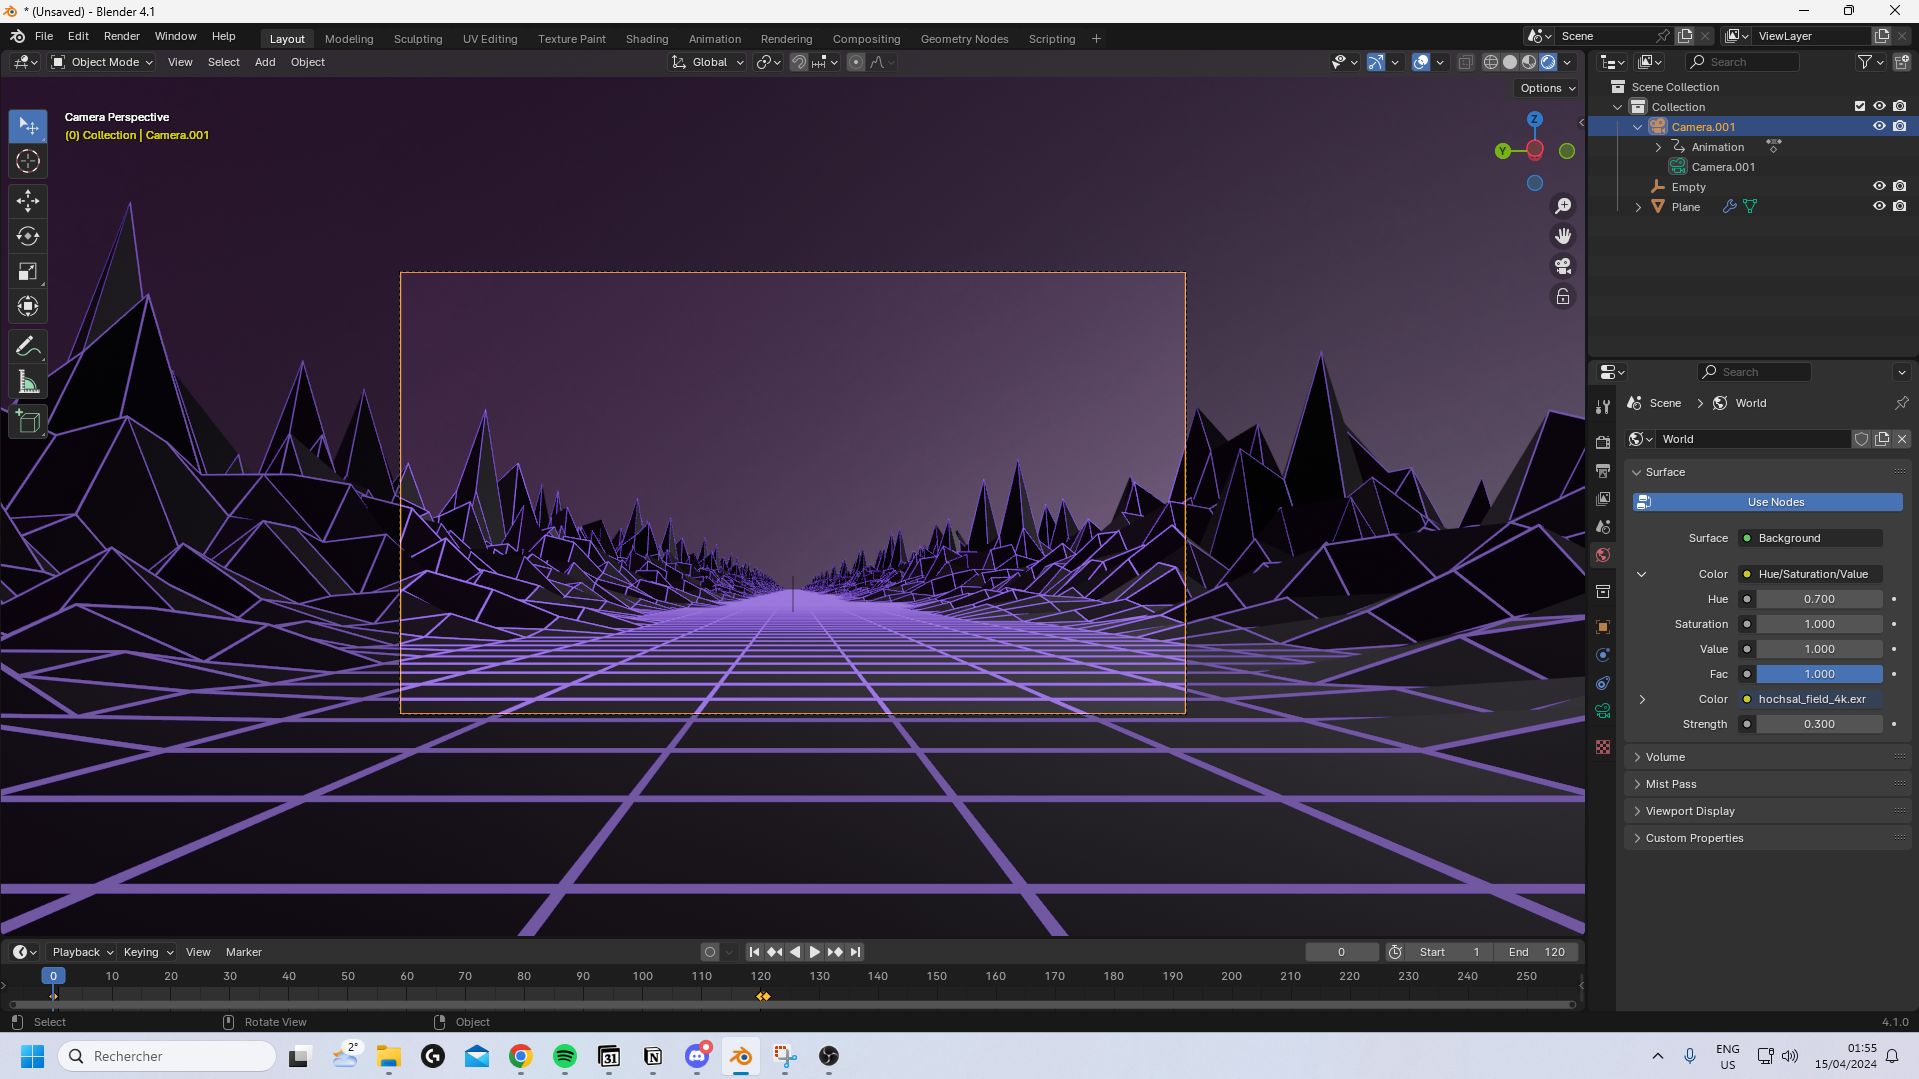 * (Unsaved) - Blender 4.1
File Edit Render Window Help Layout Modeling Sculpting UV Editing Texture Paint Shading Animation Rendering Compositing Geometry Nodes Scripting + Scene ViewLayer
Object Mode View Select Add Object Global
Options
Camera Perspective
(0) Collection | Camera.001
Z
Y
Search
Scene Collection
Collection
Camera.001
Animation
Camera.001
Empty
Plane
Search
Scene > World
World
Surface
Use Nodes
Surface Background
Color Hue/Saturation/Value
Hue 0.700
Saturation 1.000
Value 1.000
Fac 1.000
Color hochsal_field_4k.exr
Strength 0.300
Volume
Mist Pass
Viewport Display
Custom Properties
Playback Keying View Marker 0 Start 1 End 120
0 10 20 30 40 50 60 70 80 90 100 110 120 130 140 150 160 170 180 190 200 210 220 230 240 250
Select Rotate View Object 4.1.0
Rechercher 2° 31 N ENG
US
01:55
15/04/2024